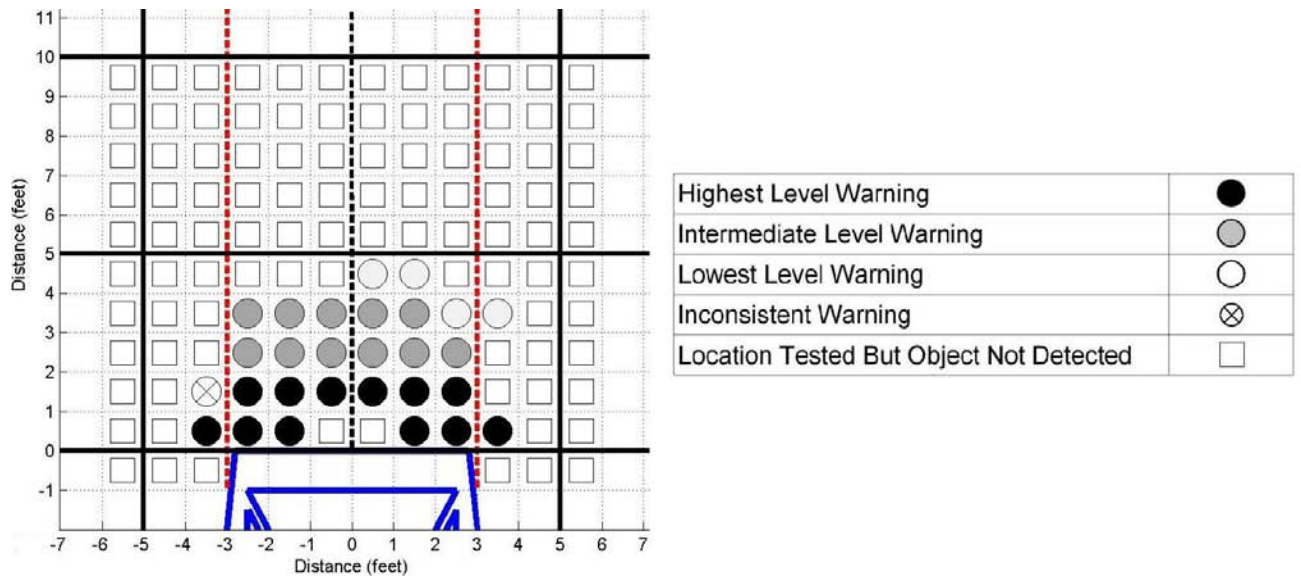 11
10
9
8
7
6
5
4
3
2
1
0
-1
Distance (feet)
-7 -6 -5 -4 -3 -2 -1 0 1 2 3 4 5 6 7
Distance (feet)
Highest Level Warning
Intermediate Level Warning
Lowest Level Warning
Inconsistent Warning
Location Tested But Object Not Detected